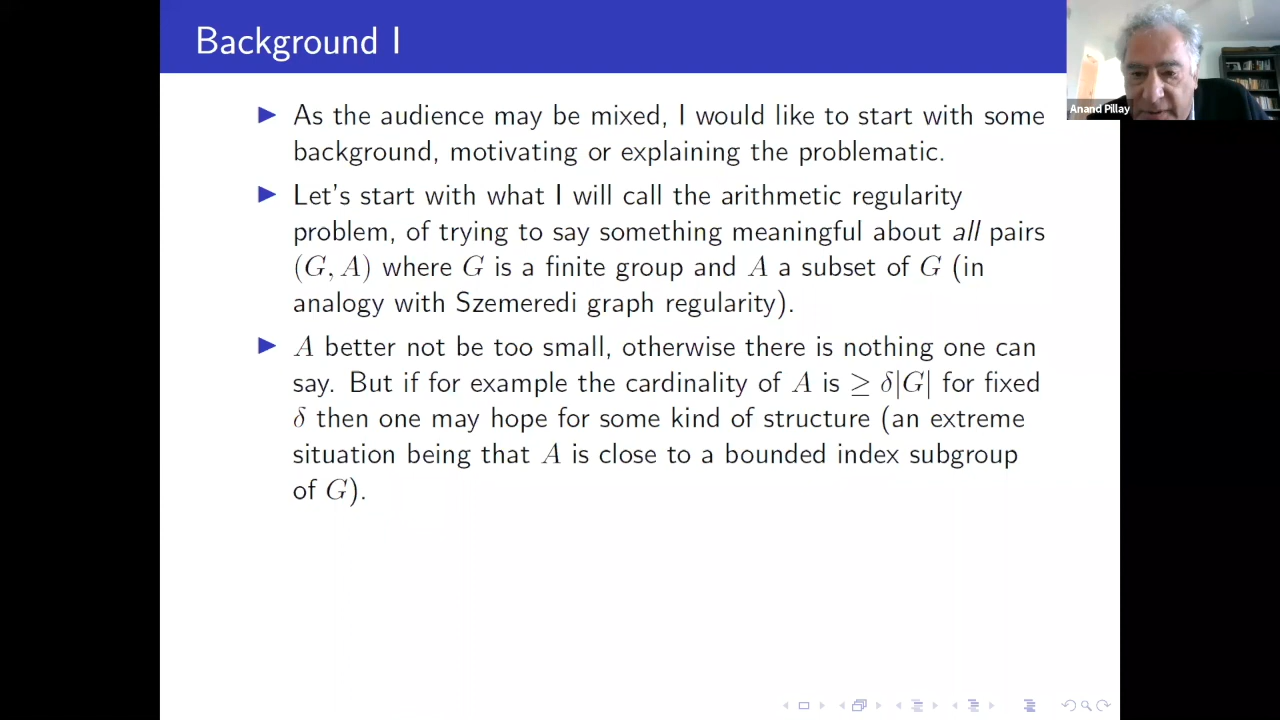 Background I
Anand Pillay
▶ As the audience may be mixed, I would like to start with some
background, motivating or explaining the problematic.
▶ Let's start with what I will call the arithmetic regularity
problem, of trying to say something meaningful about all pairs
(G, A) where G is a finite group and A a subset of G (in
analogy with Szemeredi graph regularity).
▶ A better not be too small, otherwise there is nothing one can
say. But if for example the cardinality of A is ≥ δ|G| for fixed
δ then one may hope for some kind of structure (an extreme
situation being that A is close to a bounded index subgroup
of G).